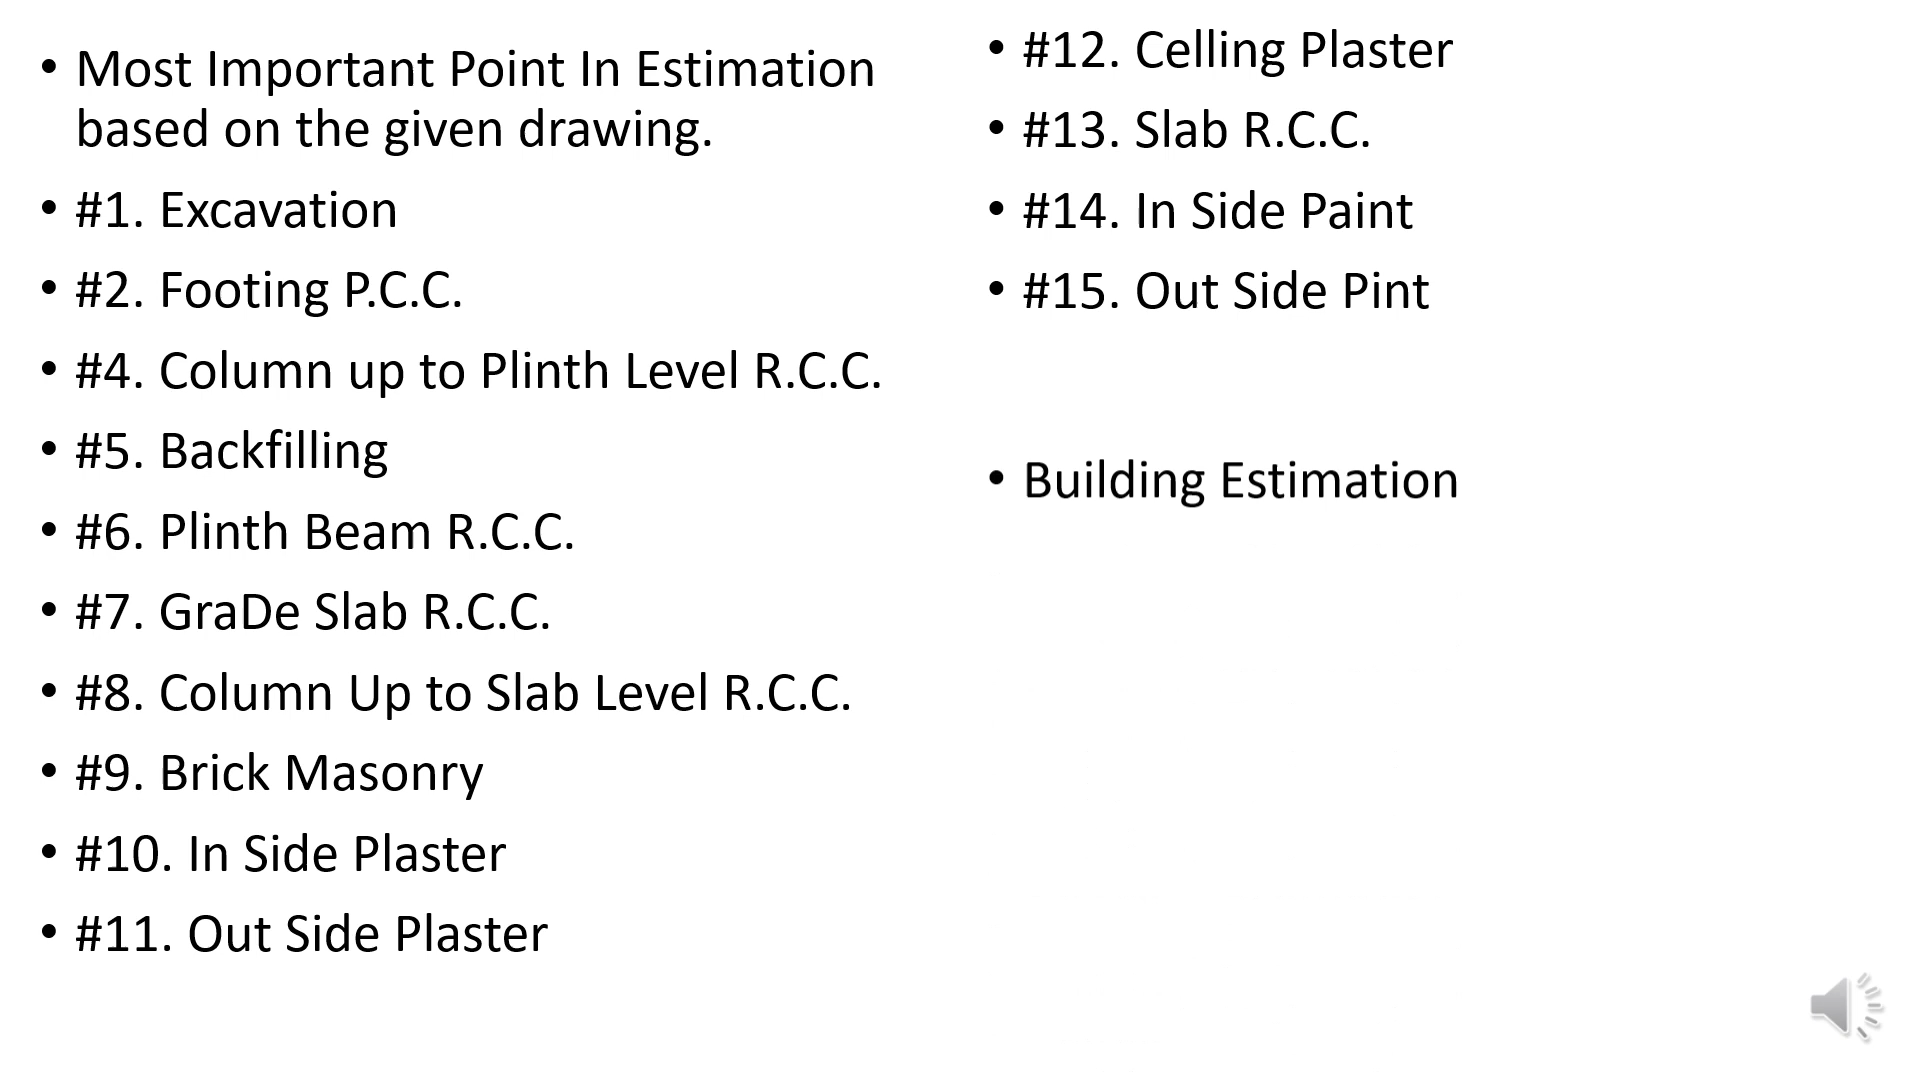 • Most Important Point In Estimation
based on the given drawing.
• #1. Excavation
• #2. Footing P.C.C.
• #4. Column up to Plinth Level R.C.C.
• #5. Backfilling
• #6. Plinth Beam R.C.C.
• #7. GraDe Slab R.C.C.
• #8. Column Up to Slab Level R.C.C.
• #9. Brick Masonry
• #10. In Side Plaster
• #11. Out Side Plaster
• #12. Celling Plaster
• #13. Slab R.C.C.
• #14. In Side Paint
• #15. Out Side Pint
• Building Estimation